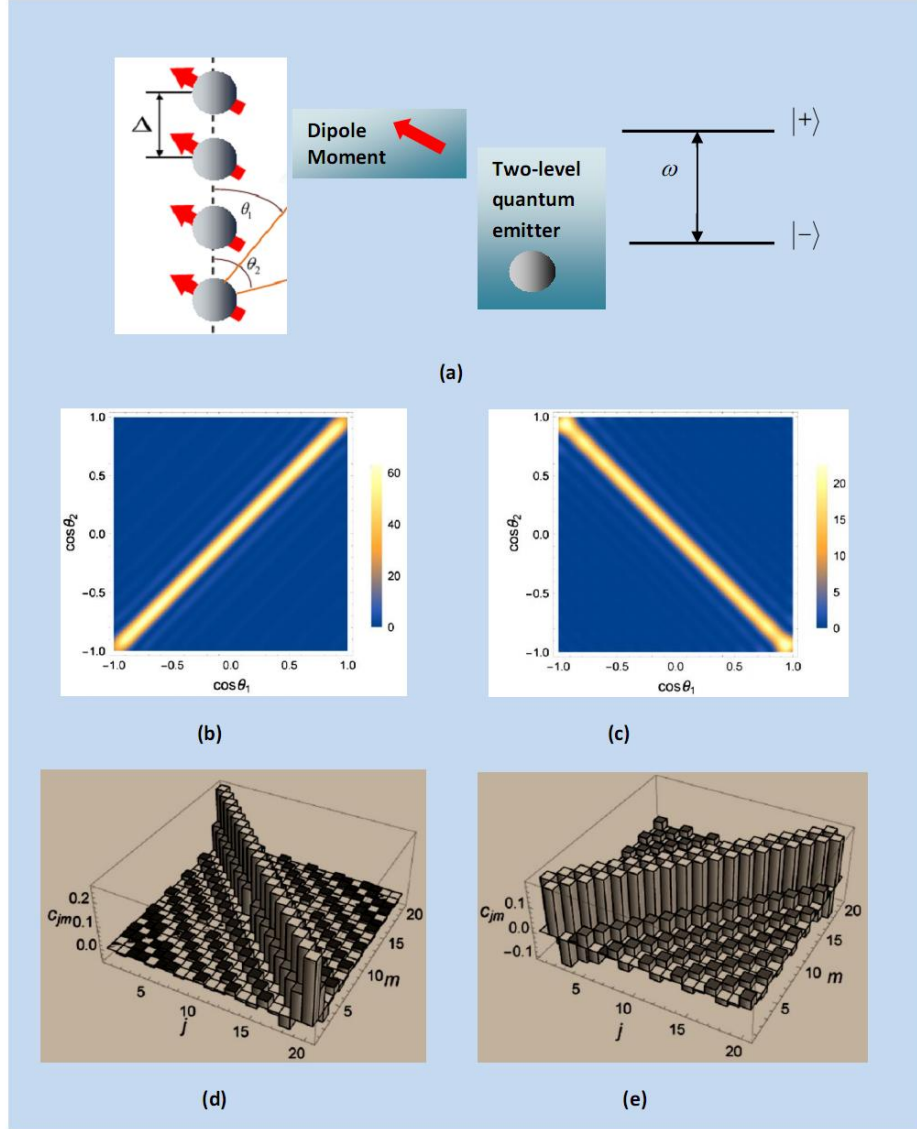 Δ
θ₁
θ₂
Dipole
Moment
Two-level
quantum
emitter
ω
|+⟩
|−⟩
(a)
1.0
0.5
0.0
−0.5
−1.0
cosθ₂
−1.0 −0.5 0.0 0.5 1.0
cosθ₁
60
40
20
0
(b)
1.0
0.5
0.0
−0.5
−1.0
cosθ₂
−1.0 −0.5 0.0 0.5 1.0
cosθ₁
20
15
10
5
0
(c)
0.2
0.1
0.0
cⱼₘ
5
10
15
20
j
5
10
15
20
m
(d)
0.1
0.0
−0.1
cⱼₘ
5
10
15
20
j
5
10
15
20
m
(e)